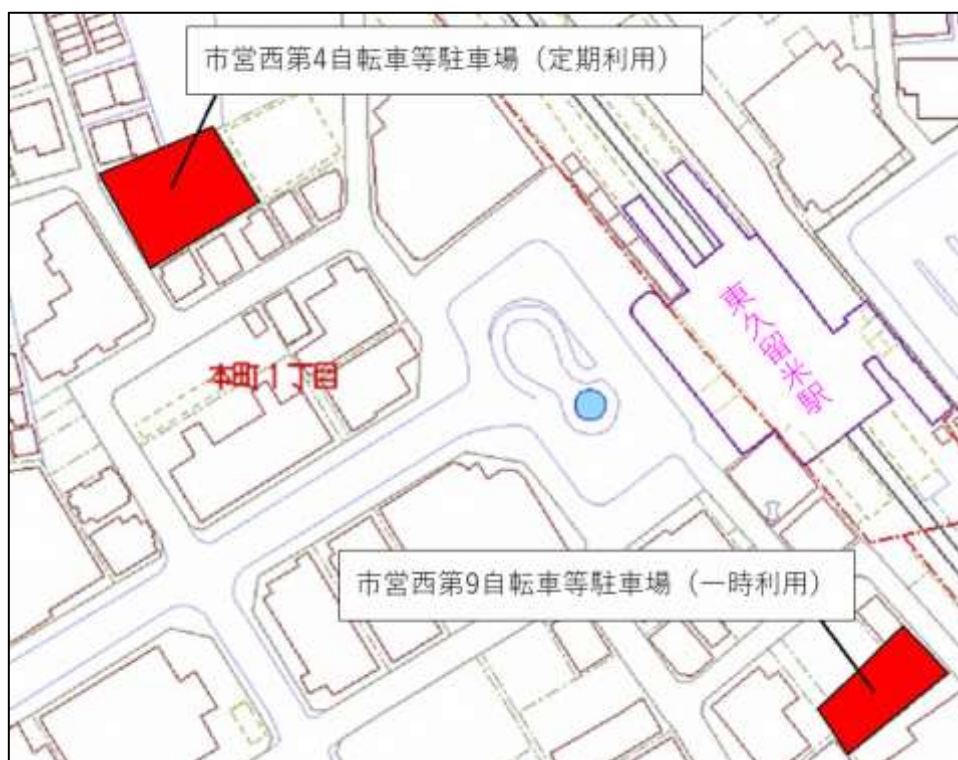 市営西第4自転車等駐車場（定期利用）
東久留米駅
本町1丁目
市営西第9自転車等駐車場（一時利用）